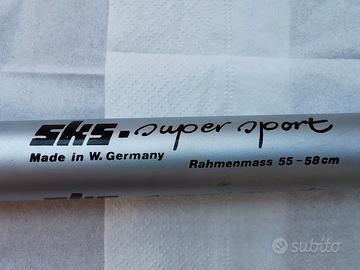 sks. super sport
Made in W. Germany
Rahmenmass 55-58cm
subito